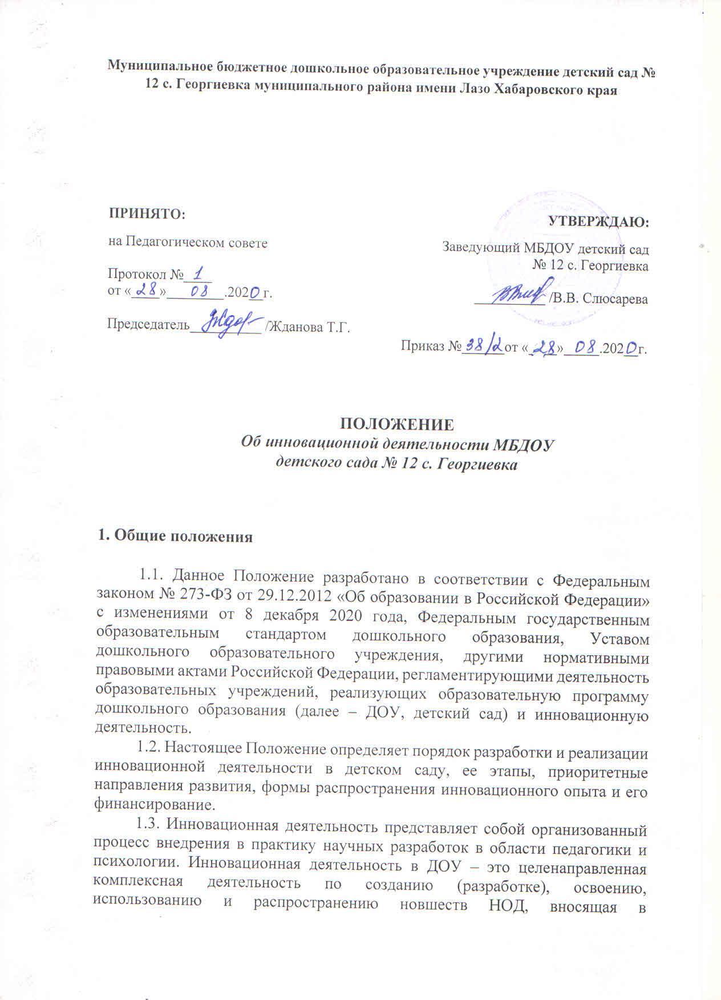 Муниципальное бюджетное дошкольное образовательное учреждение детский сад №
12 с. Георгиевка муниципального района имени Лазо Хабаровского края
ПРИНЯТО:
на Педагогическом совете
Протокол № 1
от «28» 08 .2020 г.
Председатель__________ /Жданова Т.Г.
УТВЕРЖДАЮ:
Заведующий МБДОУ детский сад
№ 12 с. Георгиевка
__________ /В.В. Слюсарева
Приказ № 38/2 от «28» 08 .2020 г.
ПОЛОЖЕНИЕ
Об инновационной деятельности МБДОУ
детского сада № 12 с. Георгиевка
1. Общие положения
1.1. Данное Положение разработано в соответствии с Федеральным
законом № 273-ФЗ от 29.12.2012 «Об образовании в Российской Федерации»
с изменениями от 8 декабря 2020 года, Федеральным государственным
образовательным стандартом дошкольного образования, Уставом
дошкольного образовательного учреждения, другими нормативными
правовыми актами Российской Федерации, регламентирующими деятельность
образовательных учреждений, реализующих образовательную программу
дошкольного образования (далее – ДОУ, детский сад) и инновационную
деятельность.
1.2. Настоящее Положение определяет порядок разработки и реализации
инновационной деятельности в детском саду, ее этапы, приоритетные
направления развития, формы распространения инновационного опыта и его
финансирование.
1.3. Инновационная деятельность представляет собой организованный
процесс внедрения в практику научных разработок в области педагогики и
психологии. Инновационная деятельность в ДОУ – это целенаправленная
комплексная деятельность по созданию (разработке), освоению,
использованию и распространению новшеств НОД, вносящая в